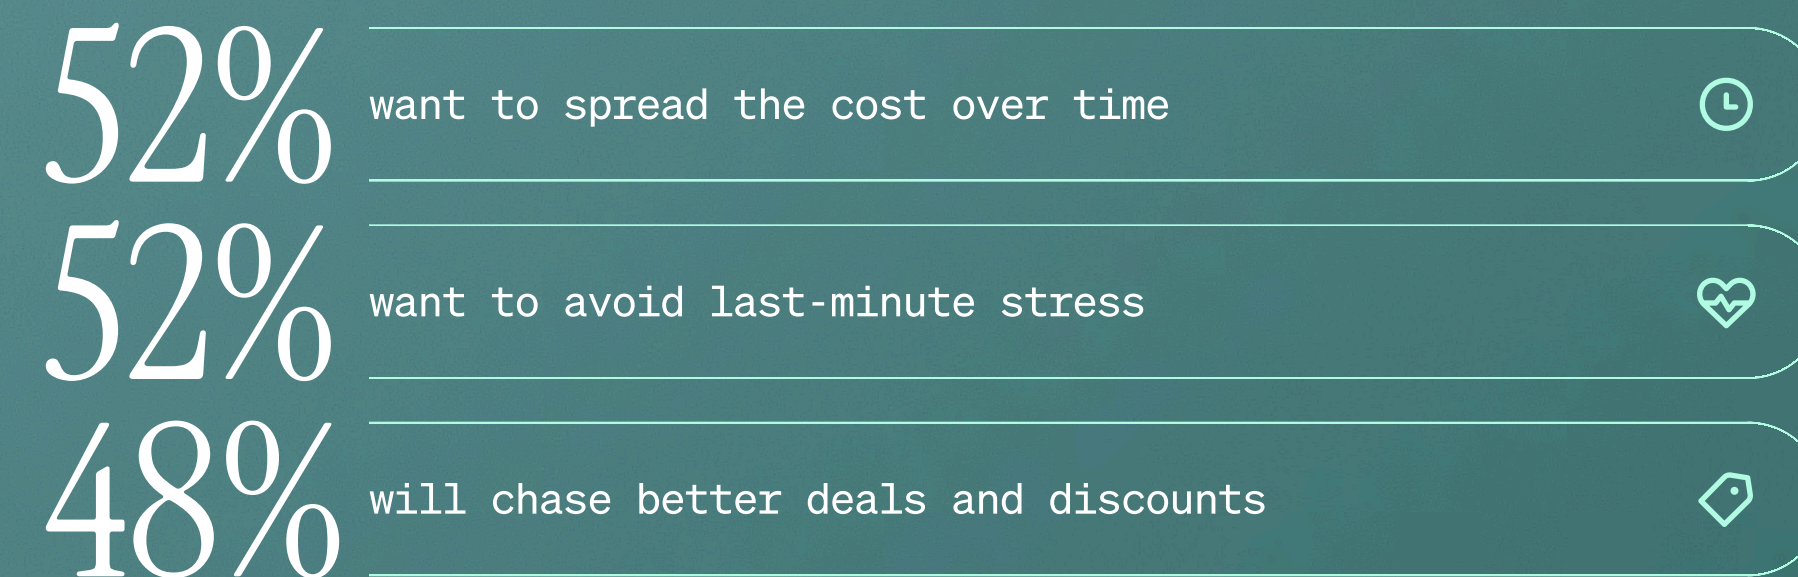 52% want to spread the cost over time
52% want to avoid last-minute stress
48% will chase better deals and discounts